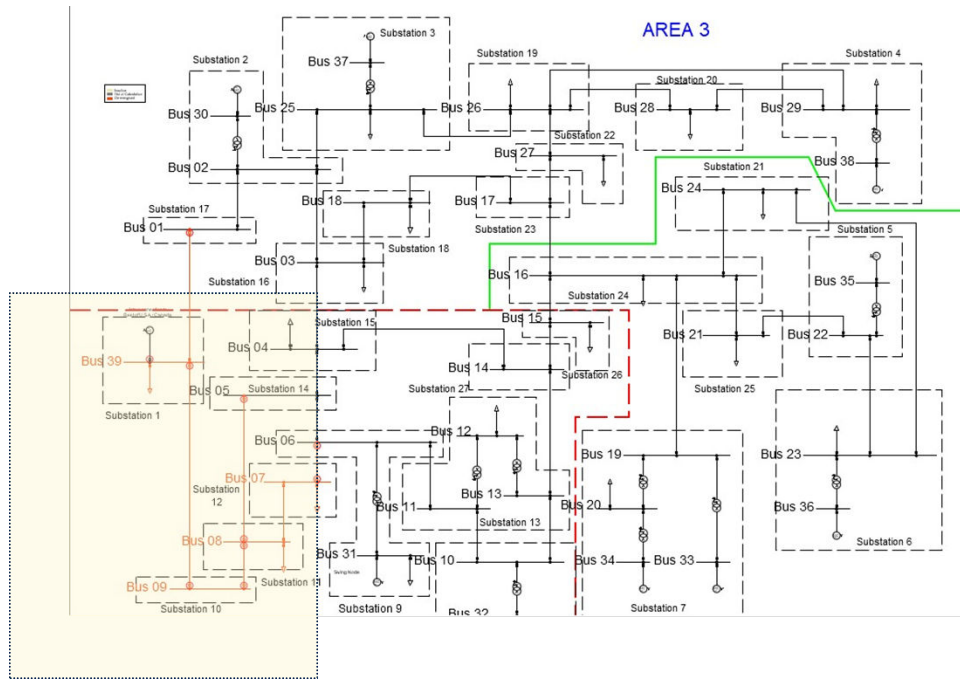 AREA 3
Substation 3
Substation 19
Substation 4
Substation 2
Bus 37
Substation 20
Bus 30
Bus 25
Bus 26
Bus 28
Bus 29
Substation 22
Bus 27
Bus 02
Bus 38
Substation 21
Bus 24
Substation 17
Bus 18
Bus 17
Bus 01
Substation 23
Substation 5
Substation 18
Bus 03
Bus 16
Bus 35
Substation 16
Substation 24
Bus 15
Substation 15
Bus 21
Bus 22
Bus 04
Bus 39
Bus 14
Substation 26
Bus 05
Substation 14
Substation 27
Substation 25
Substation 1
Bus 12
Bus 06
Bus 19
Bus 23
Bus 07
Substation
12
Bus 13
Bus 11
Bus 20
Bus 36
Substation 13
Bus 08
Substation 6
Bus 31
Bus 10
Bus 34
Bus 33
Substation 11
Swing Node
Bus 09
Substation 10
Substation 9
Bus 32
Substation 7